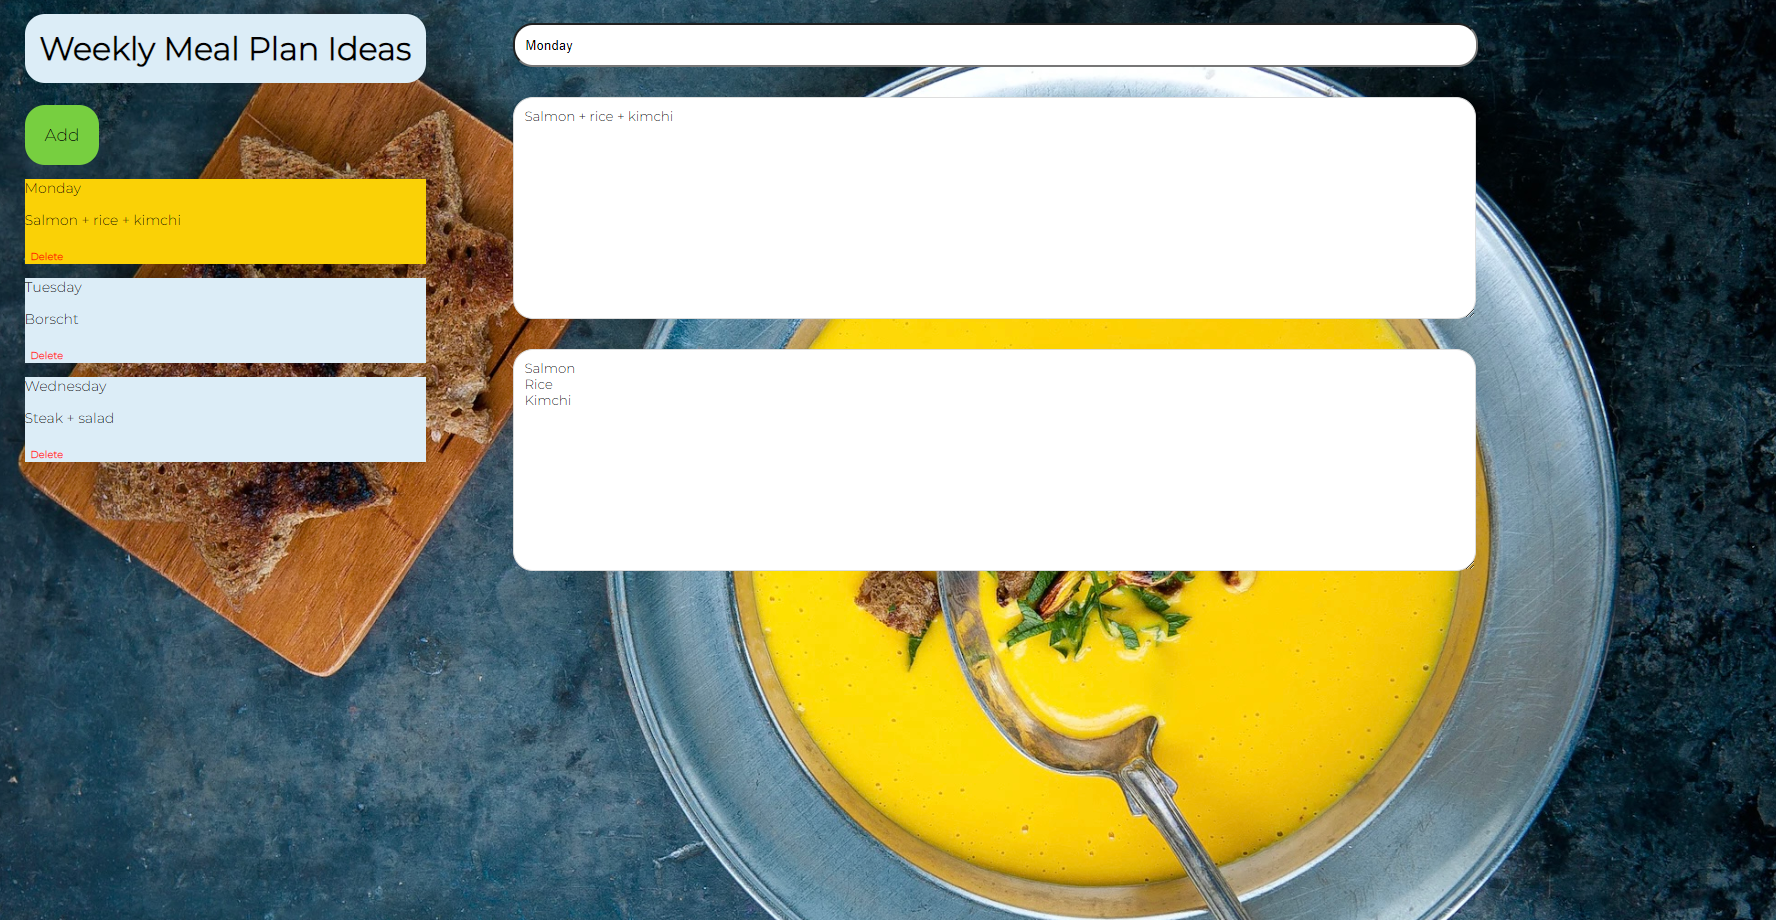 Weekly Meal Plan Ideas
Add
Monday
Salmon + rice + kimchi
Delete
Tuesday
Borscht
Delete
Wednesday
Steak + salad
Delete
Monday
Salmon + rice + kimchi
Salmon
Rice
Kimchi